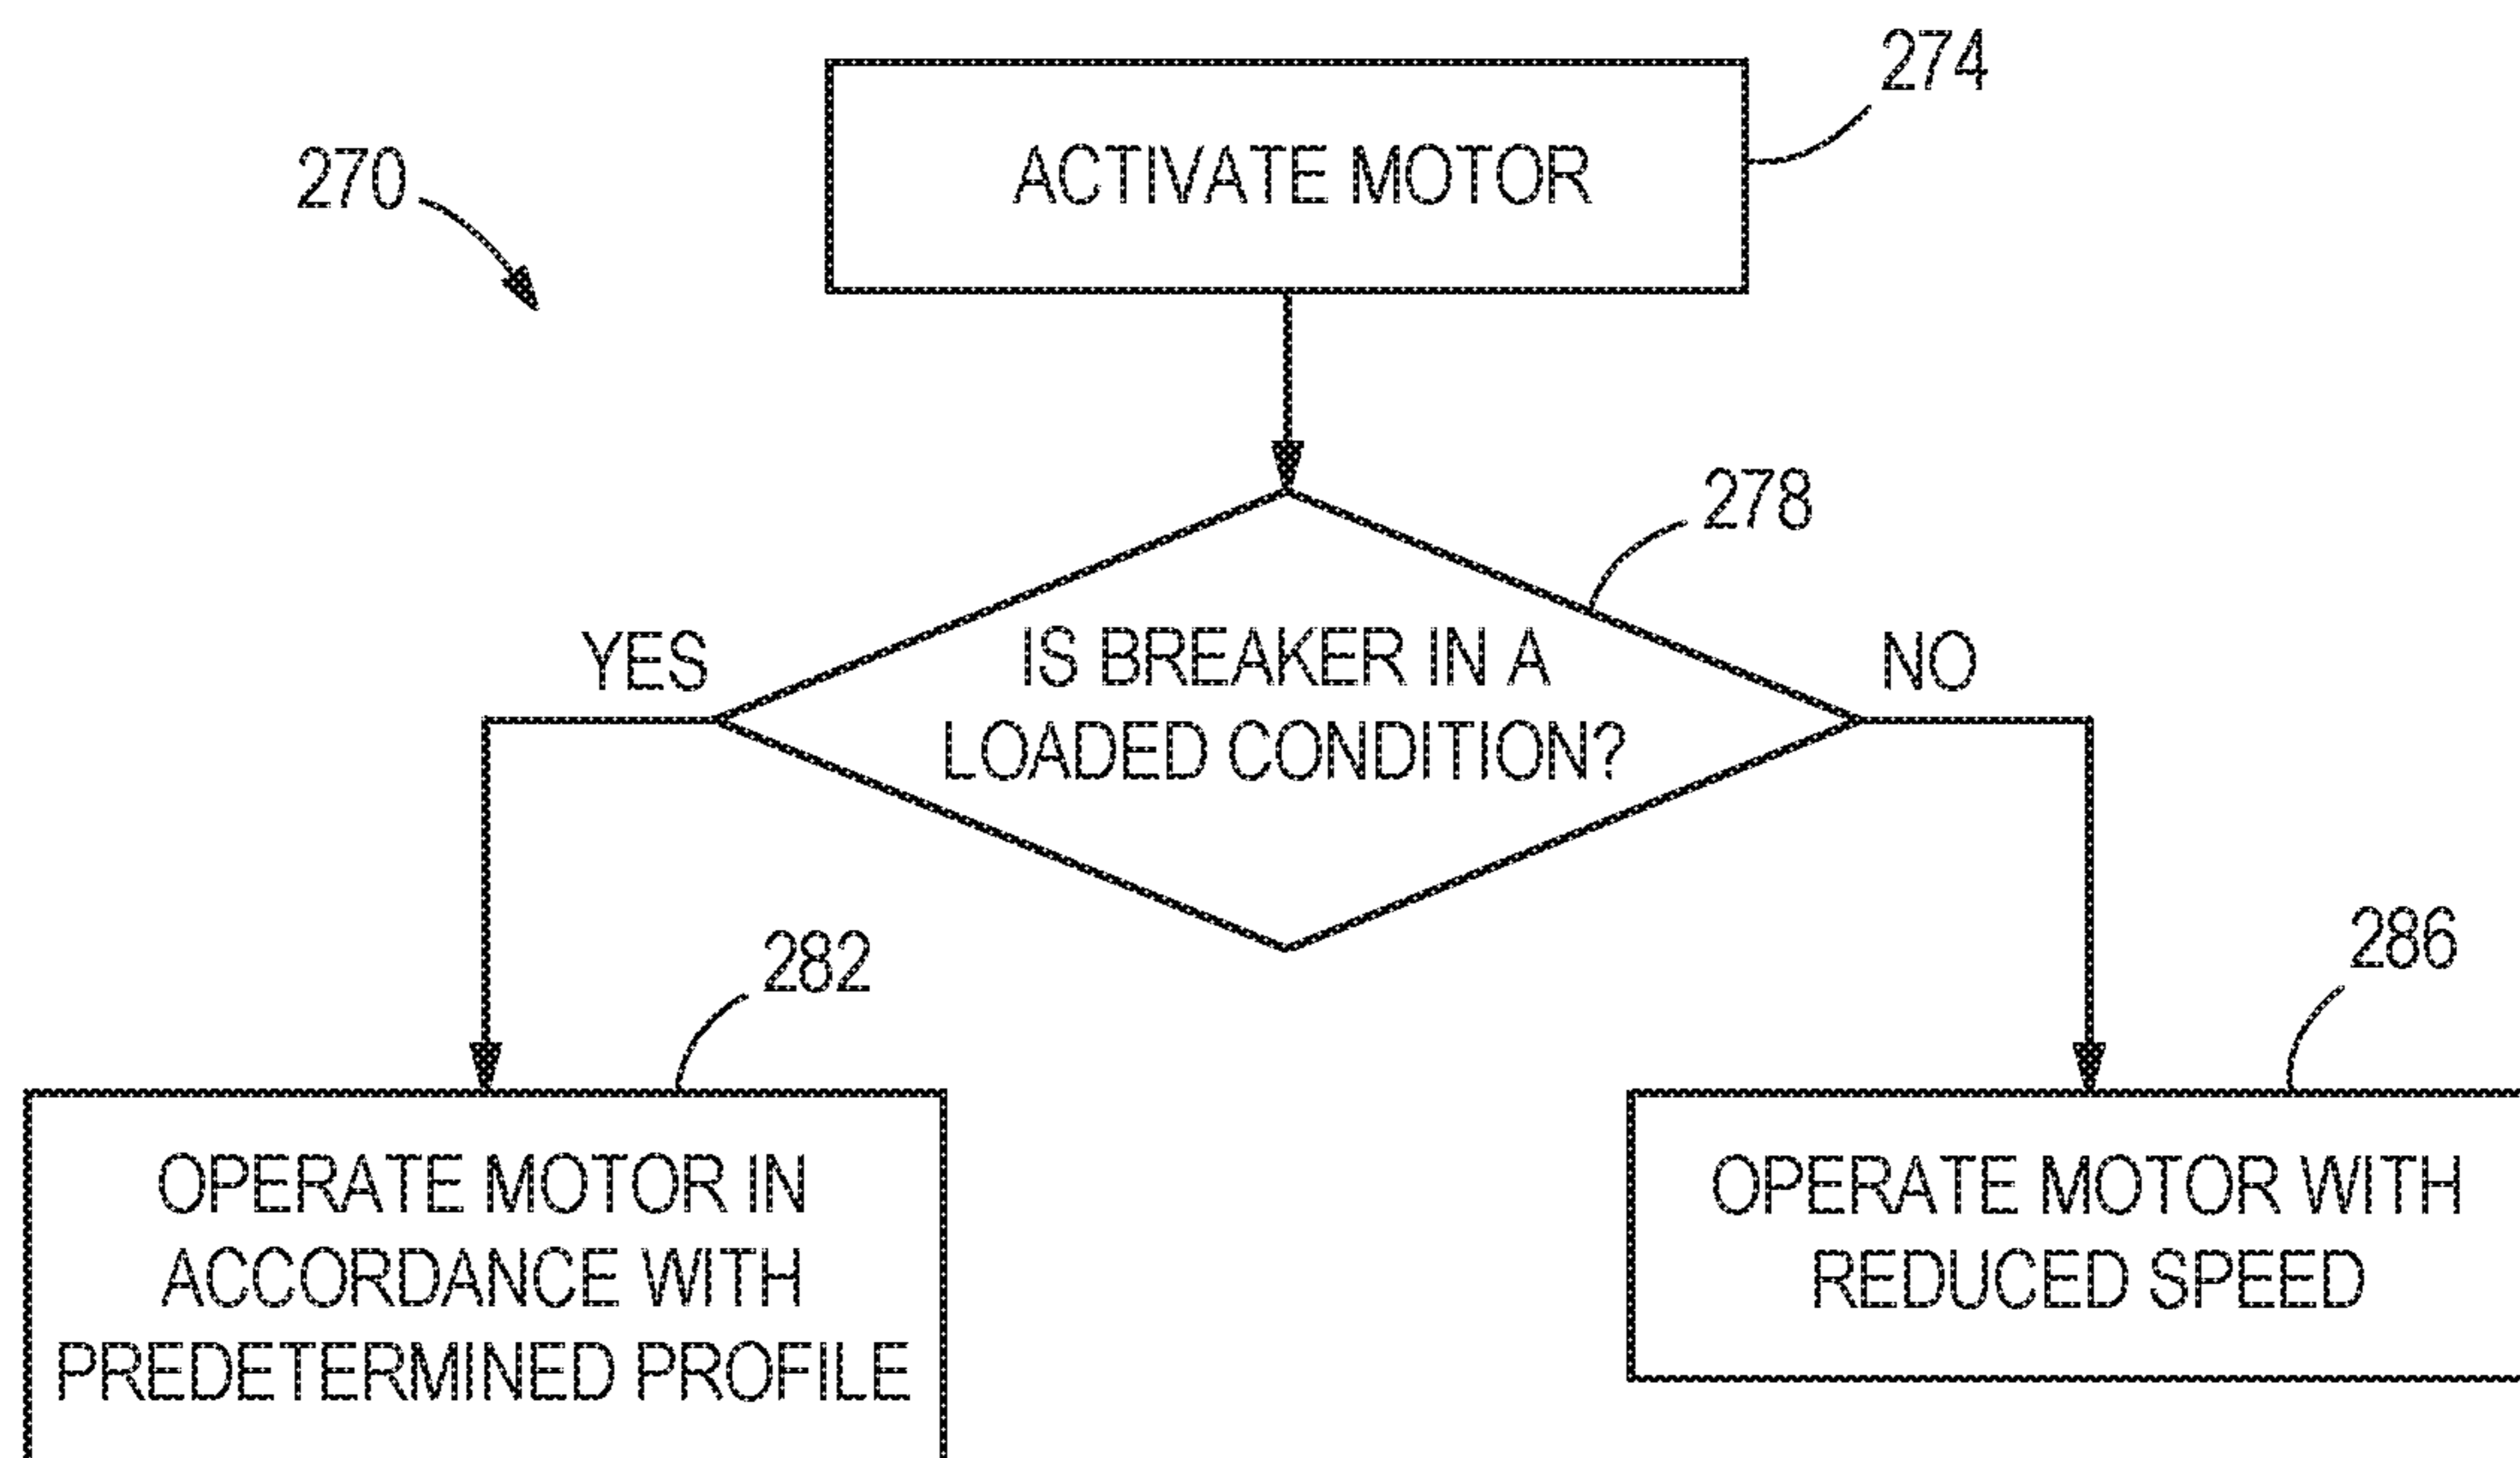 274
ACTIVATE MOTOR
270
278
IS BREAKER IN A
LOADED CONDITION?
YES
NO
282
286
OPERATE MOTOR IN
ACCORDANCE WITH
PREDETERMINED PROFILE
OPERATE MOTOR WITH
REDUCED SPEED